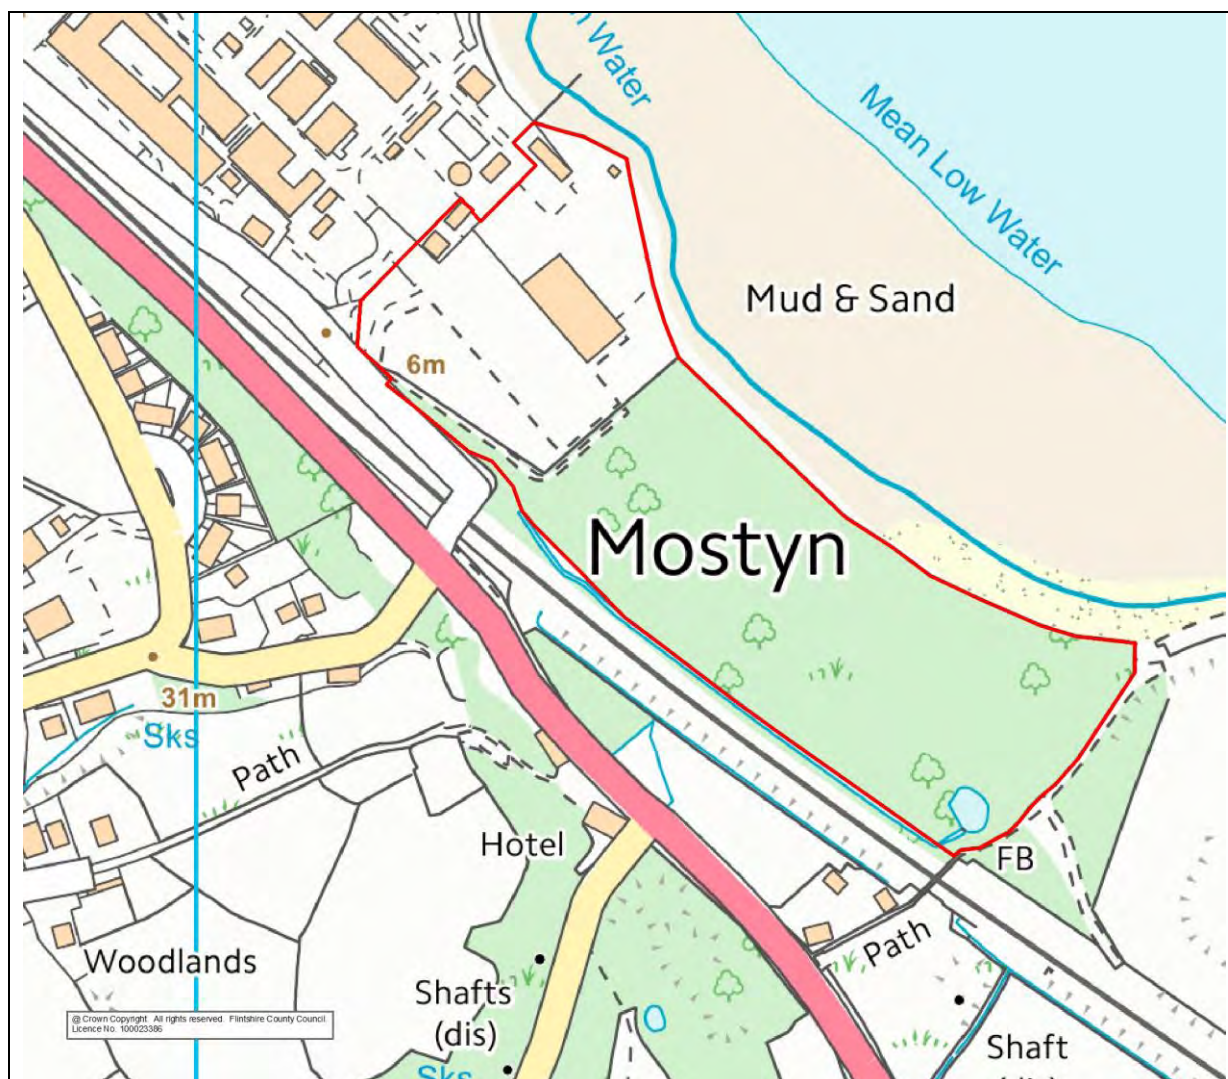 Water
Mean Low Water
Mud & Sand
6m
Mostyn
31m
Sks
Path
Hotel
FB
Path
Woodlands
Shafts
(dis)
Sks
Shaft
@ Crown Copyright. All rights reserved. Flintshire County Council.
Licence No. 100023386